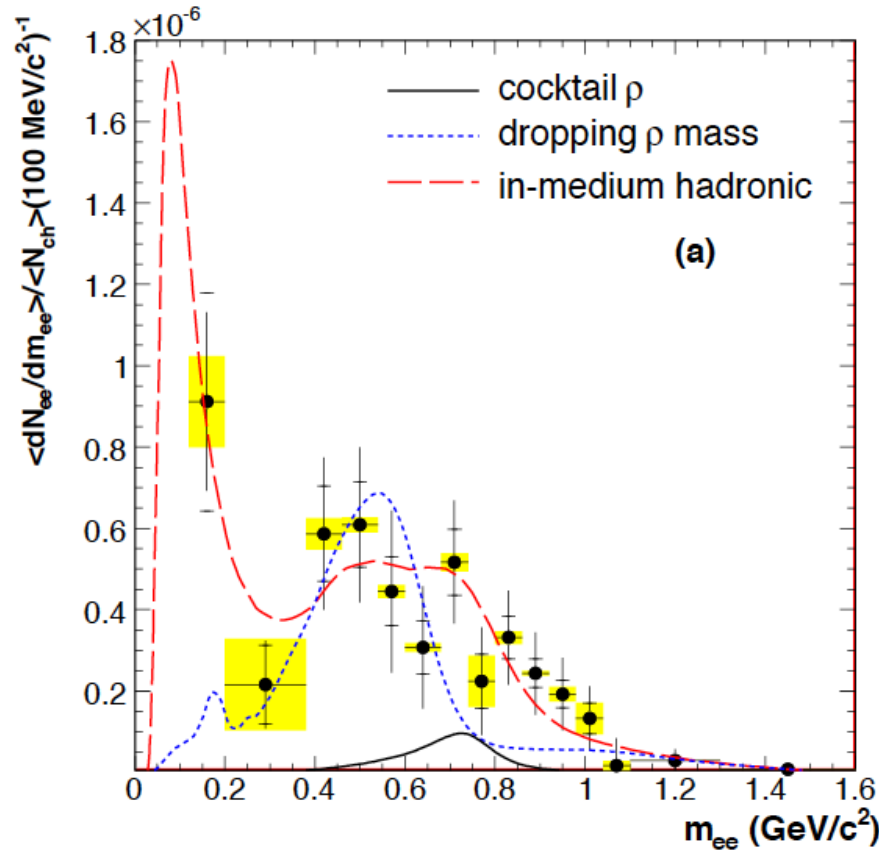 ×10⁻⁶
<dN_ee/dm_ee>/<N_ch>(100 MeV/c²)⁻¹
1.8
1.6
1.4
1.2
1
0.8
0.6
0.4
0.2
cocktail ρ
dropping ρ mass
in-medium hadronic
(a)
0 0.2 0.4 0.6 0.8 1 1.2 1.4 1.6
m_ee (GeV/c²)